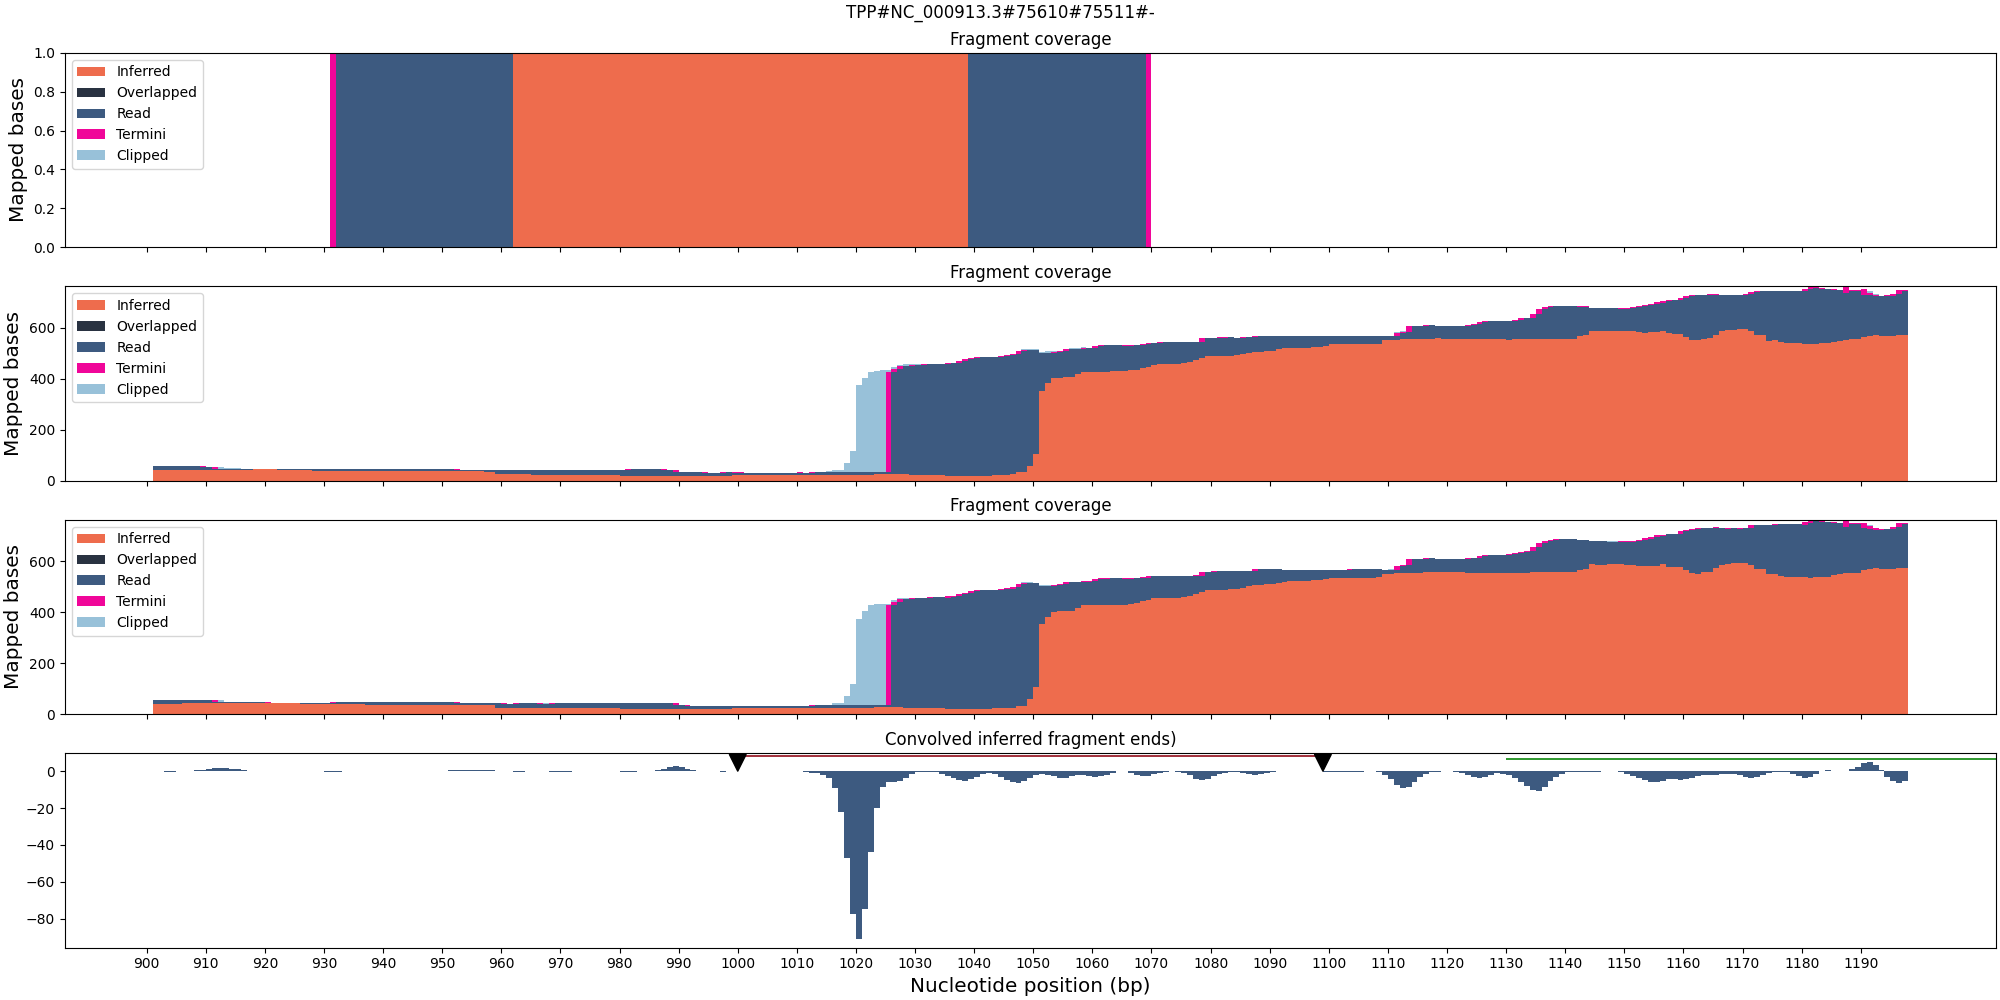 TPP#NC_000913.3#75610#75511#-
Fragment coverage
Mapped bases
1.0
0.8
0.6
0.4
0.2
0.0
Inferred
Overlapped
Read
Termini
Clipped
Fragment coverage
Mapped bases
600
400
200
0
Inferred
Overlapped
Read
Termini
Clipped
Fragment coverage
Mapped bases
600
400
200
0
Inferred
Overlapped
Read
Termini
Clipped
Convolved inferred fragment ends)
0
−20
−40
−60
−80
900 910 920 930 940 950 960 970 980 990 1000 1010 1020 1030 1040 1050 1060 1070 1080 1090 1100 1110 1120 1130 1140 1150 1160 1170 1180 1190
Nucleotide position (bp)